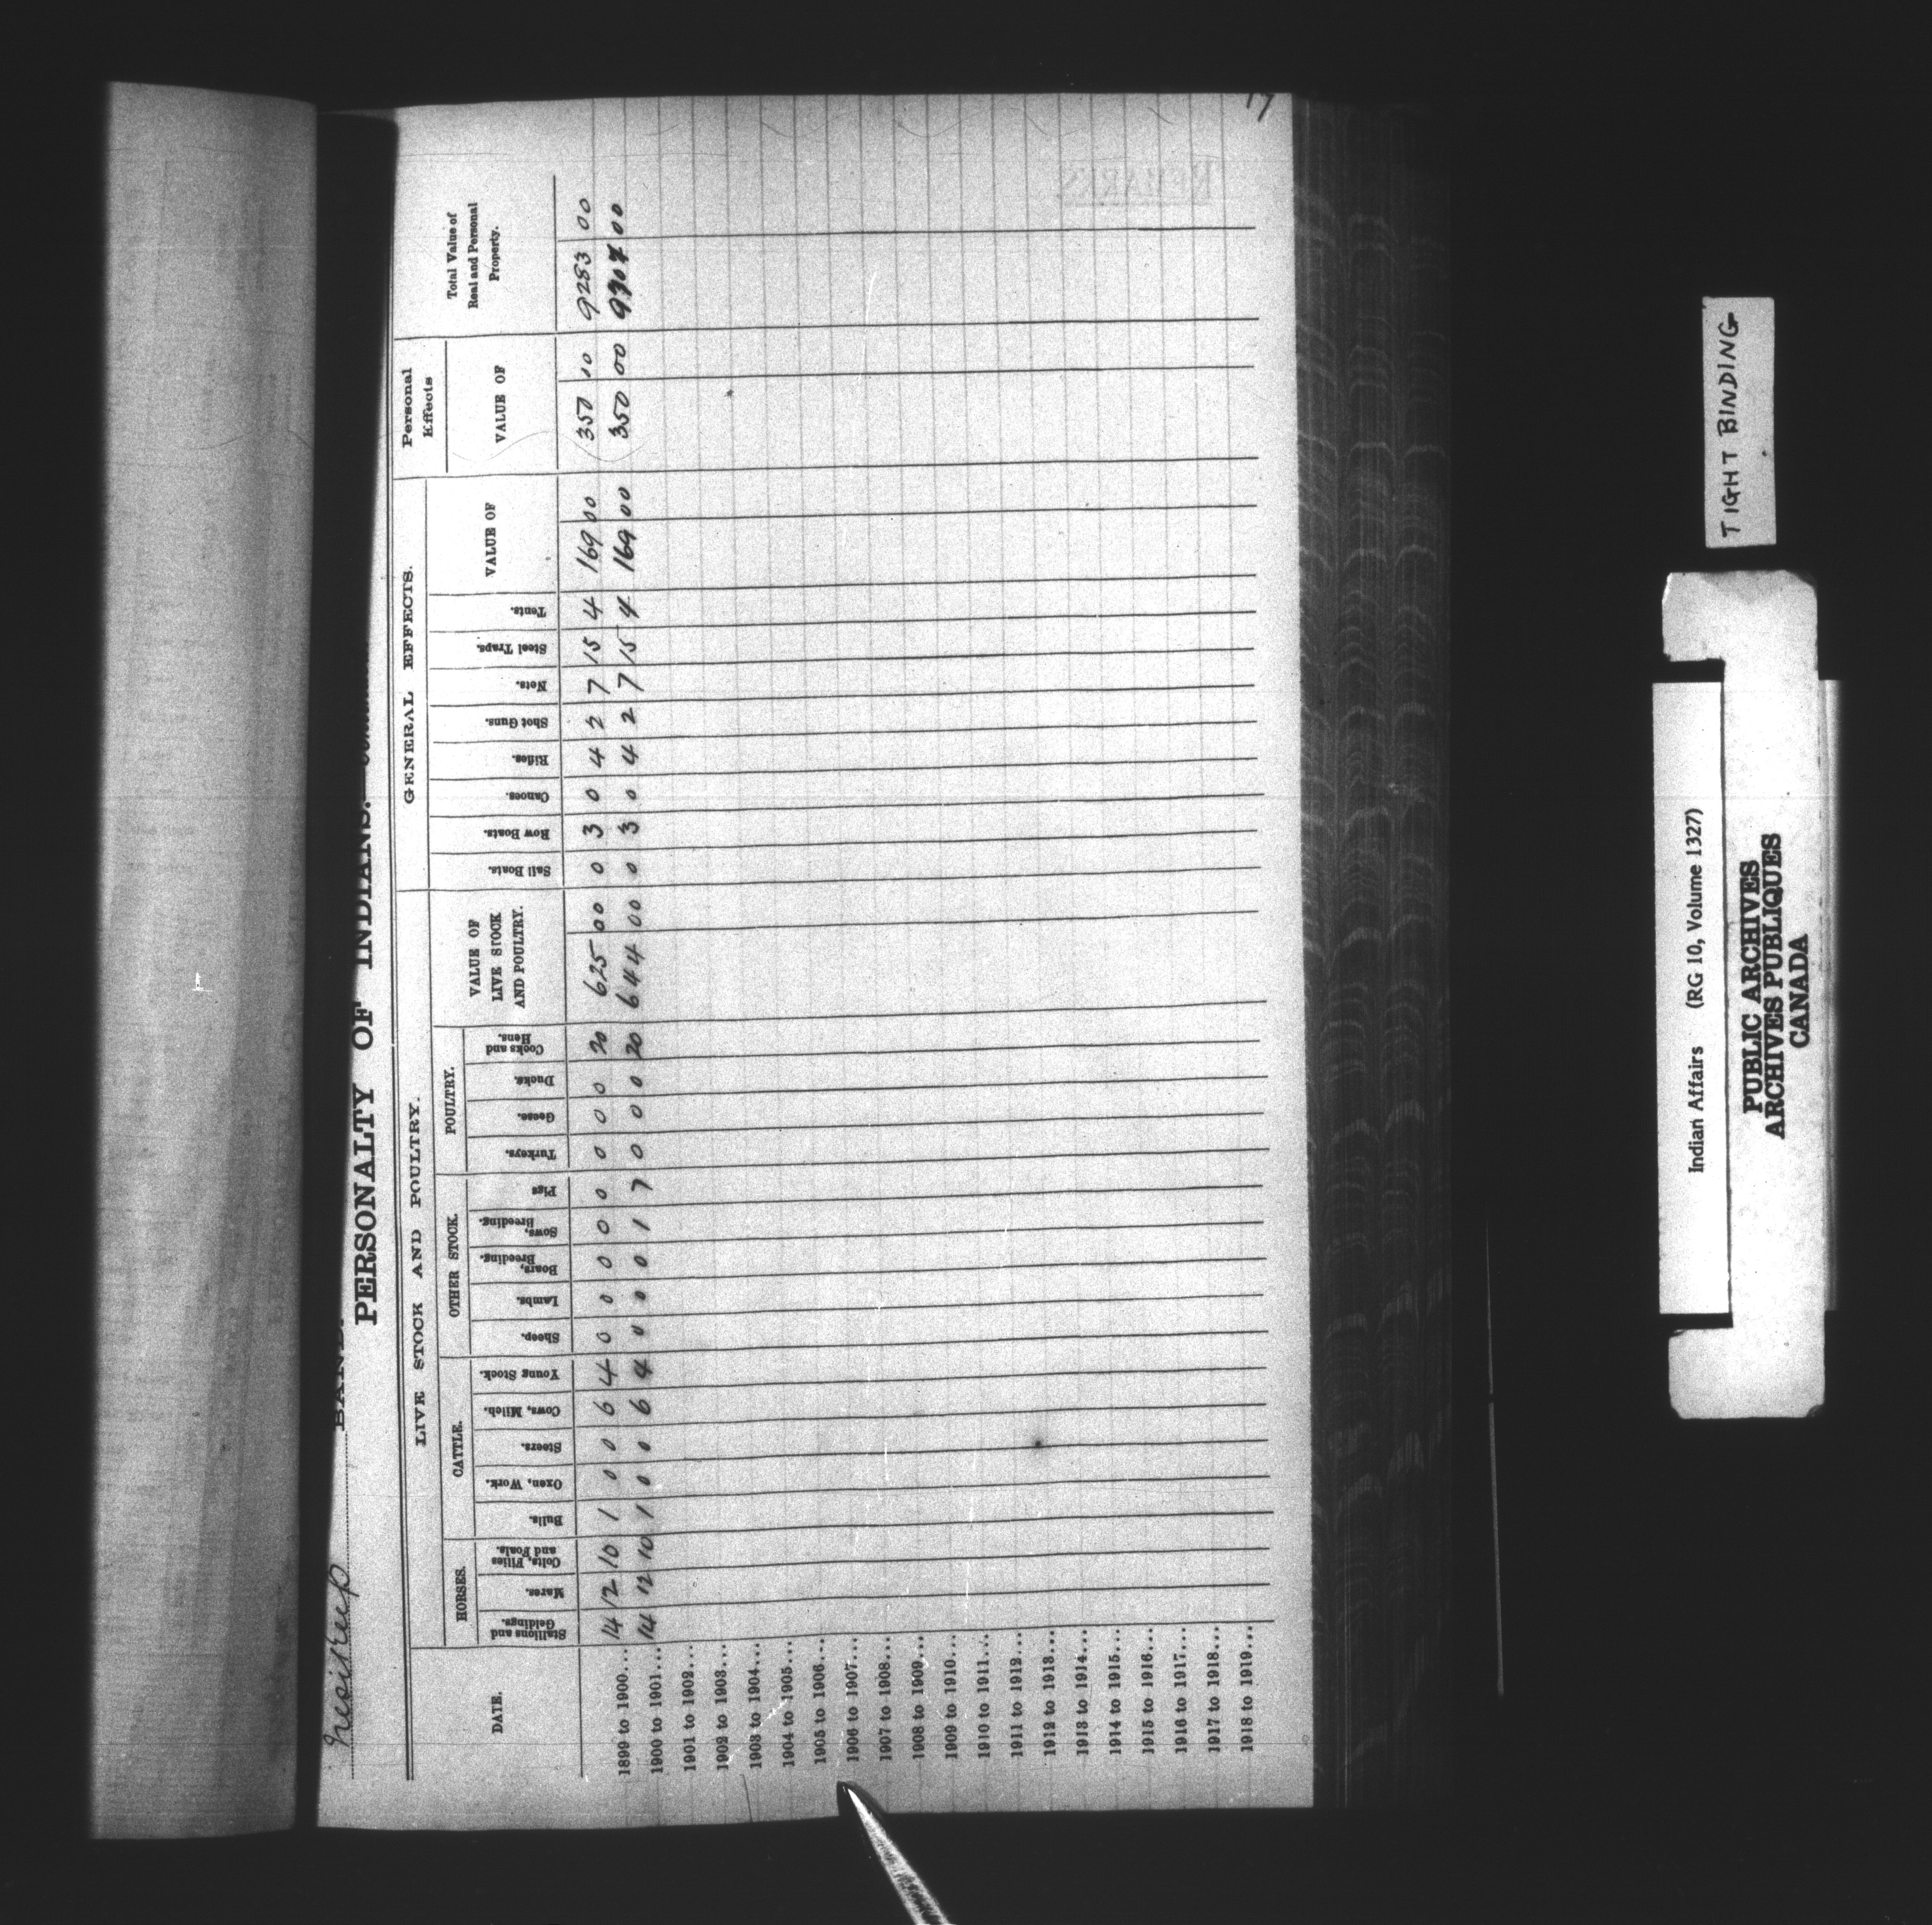 17
BAND.
PERSONALTY OF INDIANS.
LIVE STOCK AND POULTRY.
GENERAL EFFECTS.
Personal Effects
Total Value of Real and Personal Property.
DATE.
HORSES.
CATTLE.
OTHER STOCK.
POULTRY.
VALUE OF LIVE STOCK AND POULTRY.
VALUE OF
VALUE OF
Stallions and Geldings.
Mares.
Colts, Fillies and Foals.
Bulls.
Oxen, Work.
Steers.
Cows, Milch.
Young Stock.
Sheep.
Lambs.
Boars, Breeding.
Sows, Breeding.
Pigs
Turkeys.
Geese.
Ducks.
Cocks and Hens.
Sail Boats.
Row Boats.
Canoes.
Rifles.
Shot Guns.
Nets.
Steel Traps.
Tents.
1899 to 1900... 14 12 10 1 0 0 6 4 0 0 0 0 0 0 0 0 20 625 00 0 3 0 4 2 7 15 4 169 00 350 00 9283 00
1900 to 1901... 14 12 10 1 0 0 6 4 0 0 0 1 7 0 0 0 20 644 00 0 3 0 4 2 7 15 4 169 00 350 00 00
1901 to 1902...
1902 to 1903...
1903 to 1904...
1904 to 1905...
1905 to 1906...
1906 to 1907...
1907 to 1908...
1908 to 1909...
1909 to 1910...
1910 to 1911...
1911 to 1912...
1912 to 1913...
1913 to 1914...
1914 to 1915...
1915 to 1916...
1916 to 1917...
1917 to 1918...
1918 to 1919...
REMARKS
TIGHT BINDING
Indian Affairs (RG 10, Volume 1327)
PUBLIC ARCHIVES
ARCHIVES PUBLIQUES
CANADA